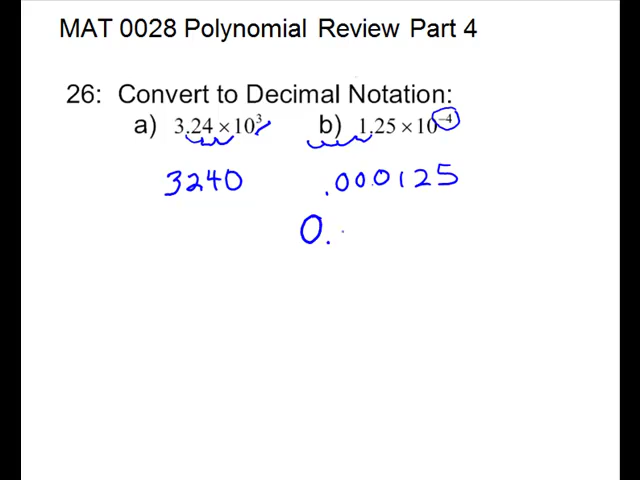 MAT 0028 Polynomial Review Part 4
26: Convert to Decimal Notation:
a) 3.24 × 10³ b) 1.25 × 10⁻⁴
3240 .000125
0.